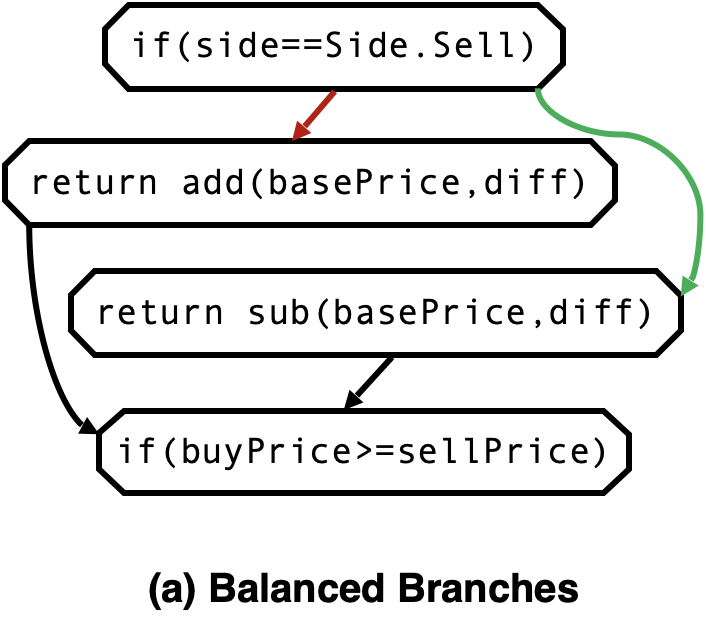 if(side==Side.Sell)
return add(basePrice,diff)
return sub(basePrice,diff)
if(buyPrice>=sellPrice)
(a) Balanced Branches